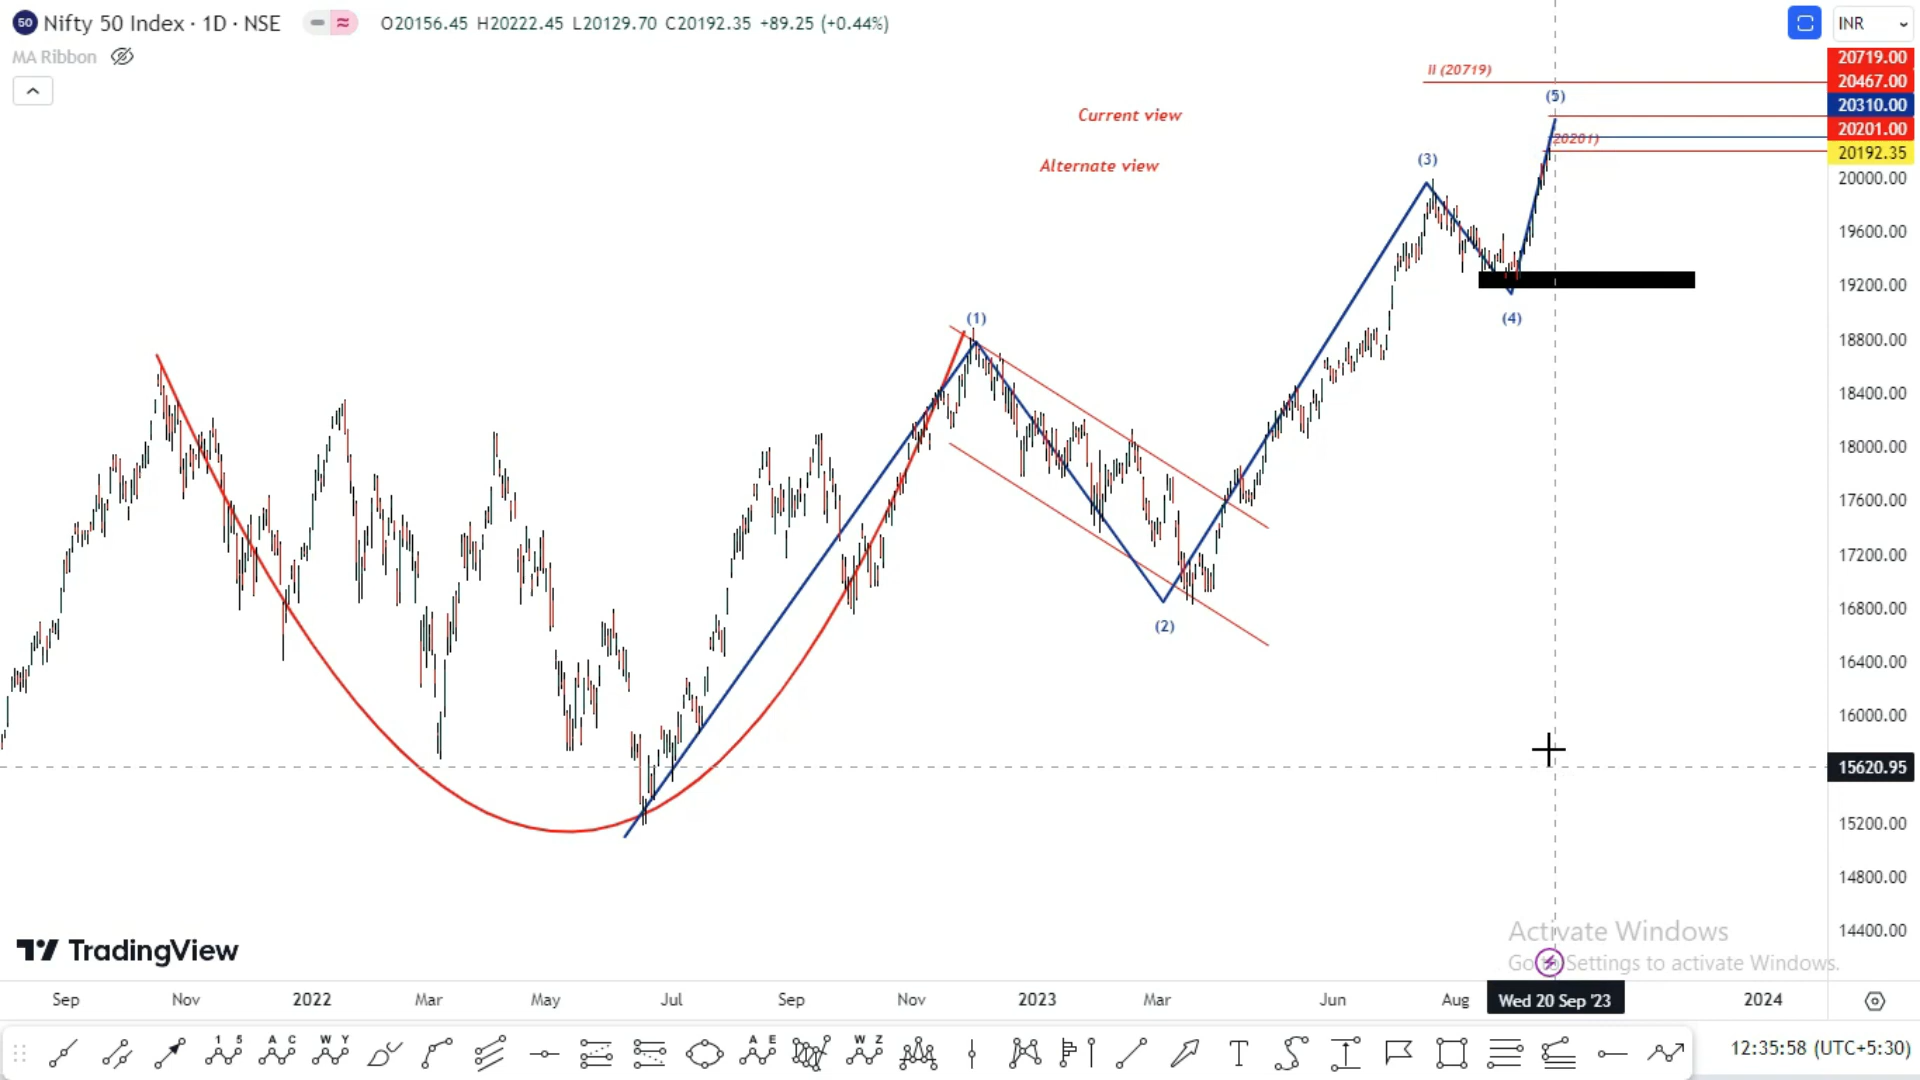 50 Nifty 50 Index · 1D · NSE O20156.45 H20222.45 L20129.70 C20192.35 +89.25 (+0.44%) INR
MA Ribbon
20719.00
II (20719)
20467.00
(5)
20310.00
Current view
20201.00
20201)
20192.35
(3)
Alternate view
20000.00
19600.00
19200.00
(1)
(4)
18800.00
18400.00
18000.00
17600.00
17200.00
16800.00
(2)
16400.00
16000.00
15620.95
15200.00
14800.00
14400.00
Activate Windows
Go to Settings to activate Windows.
TradingView
Sep Nov 2022 Mar May Jul Sep Nov 2023 Mar Jun Aug Wed 20 Sep '23 2024
1 5 A C W Y A E W Z T
12:35:58 (UTC+5:30)